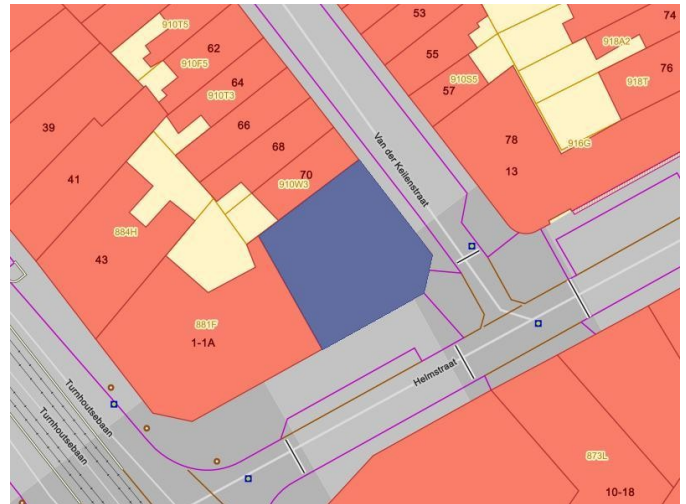 53
74
910T5
62
918A2
910F5
55
64
76
910S5
918T
57
910T3
39
66
78
916G
68
13
Van der Keilenstraat
41
70
910W3
884H
43
881F
1-1A
Helmstraat
Turnhoutsebaan
Turnhoutsebaan
873L
10-18